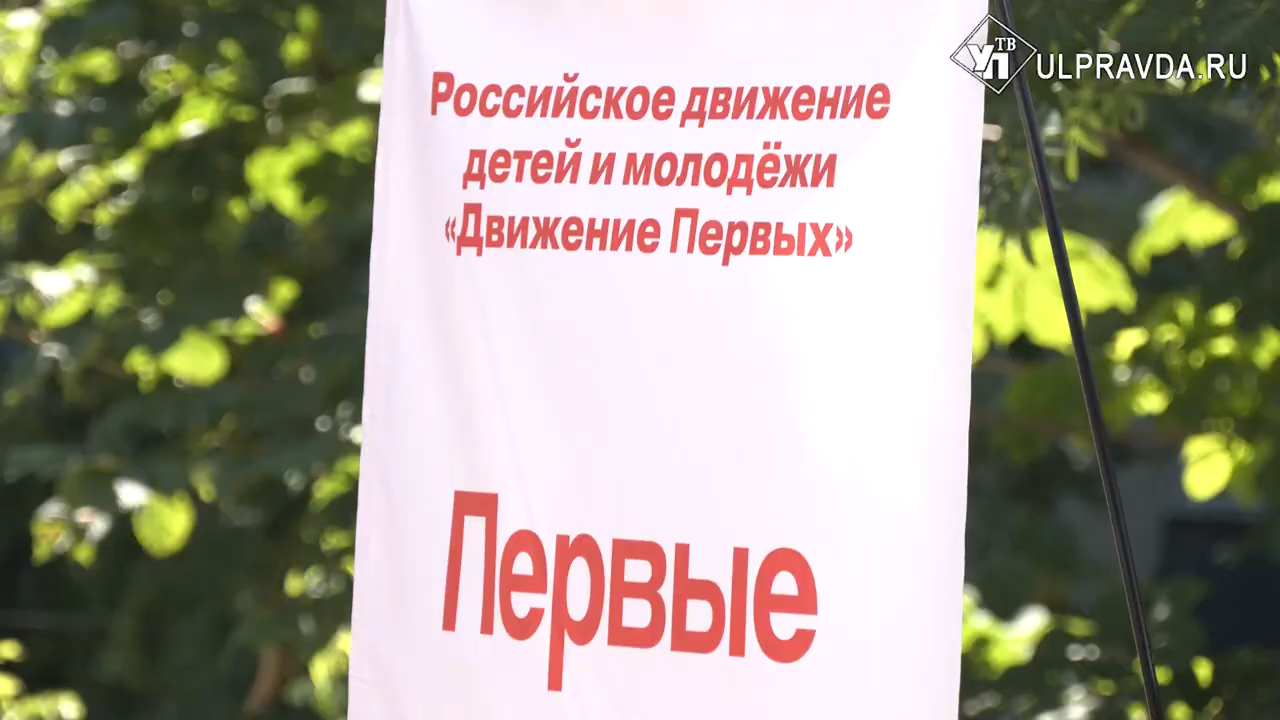 УП ТВ ULPRAVDA.RU
Российское движение
детей и молодёжи
«Движение Первых»
Первые